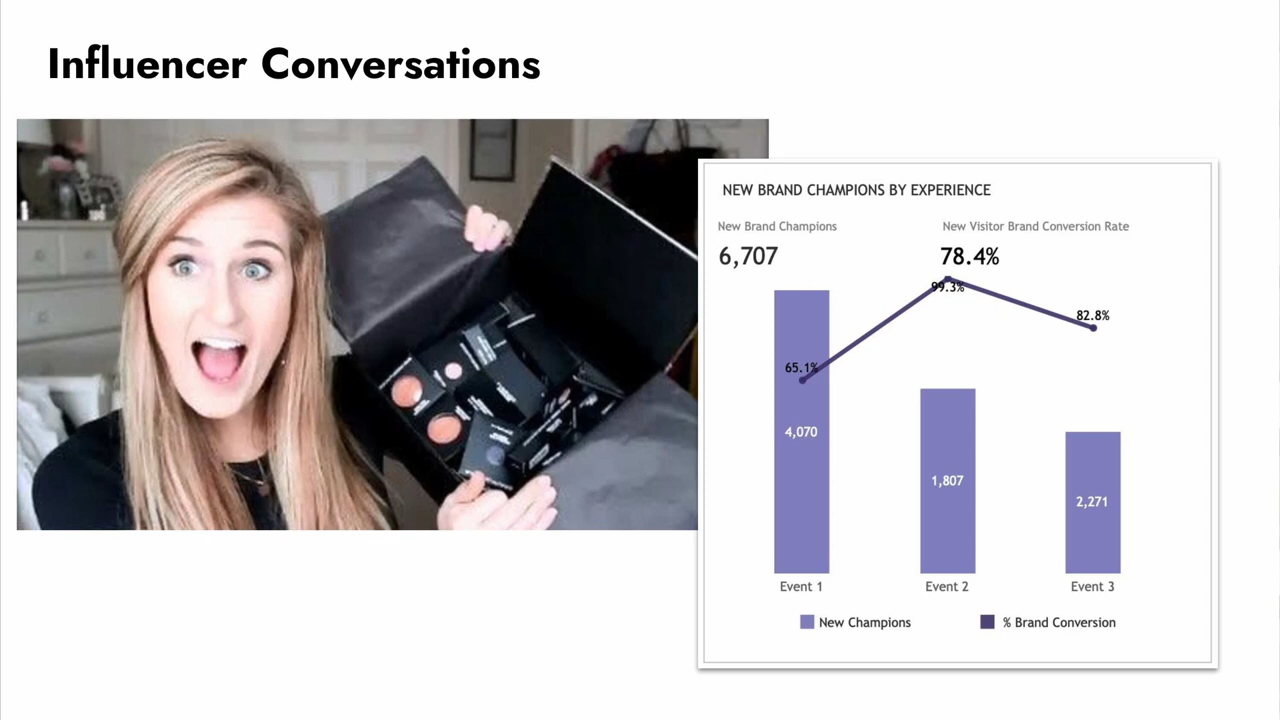 Influencer Conversations
NEW BRAND CHAMPIONS BY EXPERIENCE
New Brand Champions
New Visitor Brand Conversion Rate
6,707
78.4%
99.3%
82.8%
65.1%
4,070
1,807
2,271
Event 1
Event 2
Event 3
New Champions
% Brand Conversion